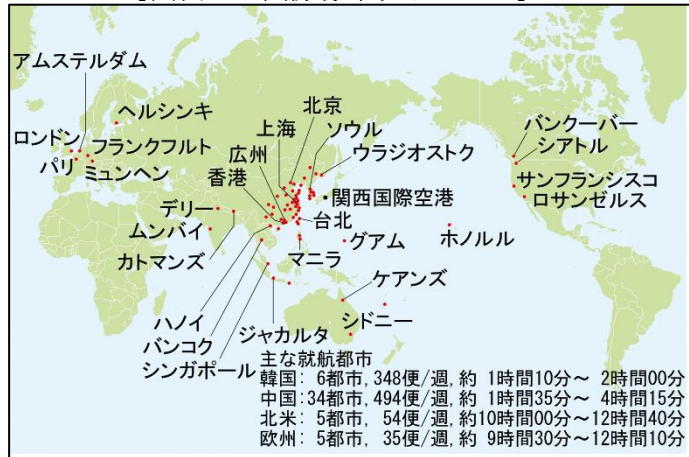 アムステルダム
ヘルシンキ
北京
上海
ソウル
ロンドン
フランクフルト
広州
ウラジオストク
パリ
ミュンヘン
香港
関西国際空港
デリー
台北
ムンバイ
グアム
ホノルル
カトマンズ
マニラ
ケアンズ
ハノイ
ジャカルタ
シドニー
バンコク
シンガポール
バンクーバー
シアトル
サンフランシスコ
ロサンゼルス
主な就航都市
韓国: 6都市,348便/週,約 1時間10分～ 2時間00分
中国:34都市,494便/週,約 1時間35分～ 4時間15分
北米: 5都市, 54便/週,約10時間00分～12時間40分
欧州: 5都市, 35便/週,約 9時間30分～12時間10分